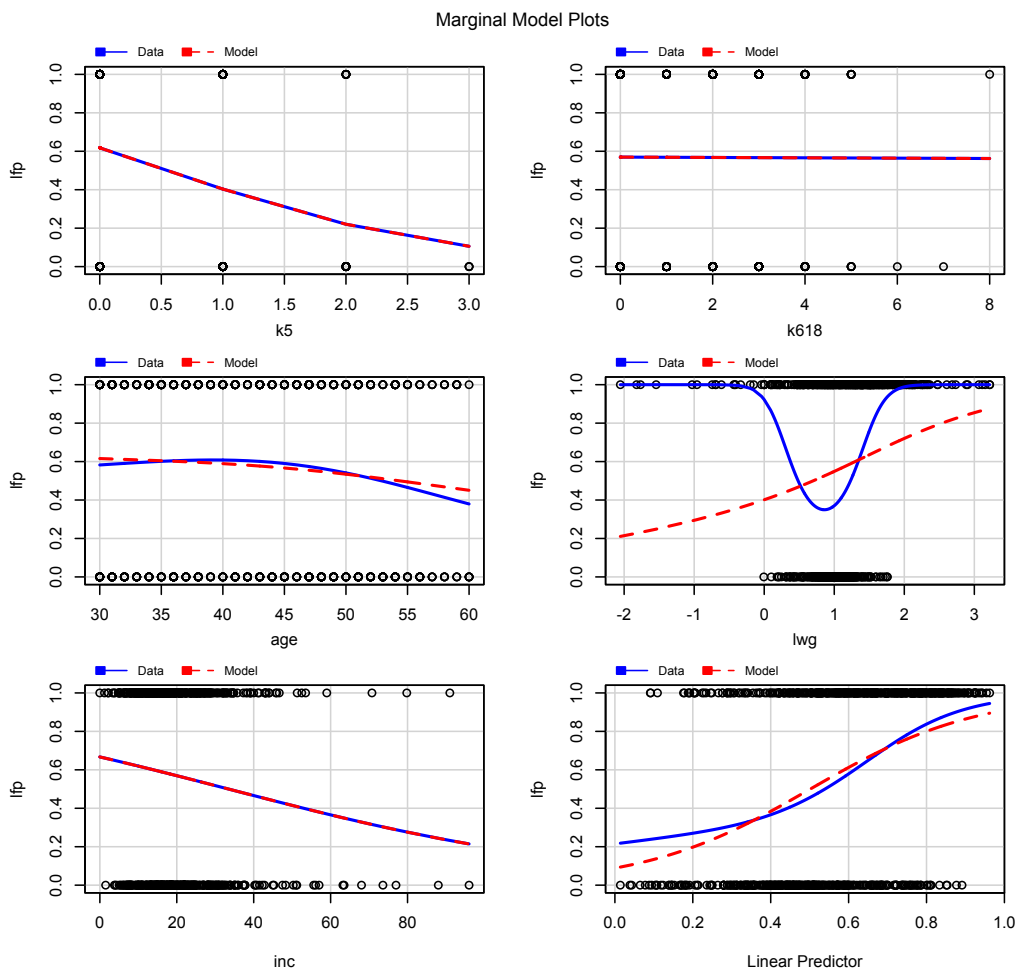 Marginal Model Plots
Data Model
lfp
0.0 0.2 0.4 0.6 0.8 1.0
0.0 0.5 1.0 1.5 2.0 2.5 3.0
k5
Data Model
lfp
0.0 0.2 0.4 0.6 0.8 1.0
0 2 4 6 8
k618
Data Model
lfp
0.0 0.2 0.4 0.6 0.8 1.0
30 35 40 45 50 55 60
age
Data Model
lfp
0.0 0.2 0.4 0.6 0.8 1.0
-2 -1 0 1 2 3
lwg
Data Model
lfp
0.0 0.2 0.4 0.6 0.8 1.0
0 20 40 60 80
inc
Data Model
lfp
0.0 0.2 0.4 0.6 0.8 1.0
0.0 0.2 0.4 0.6 0.8 1.0
Linear Predictor